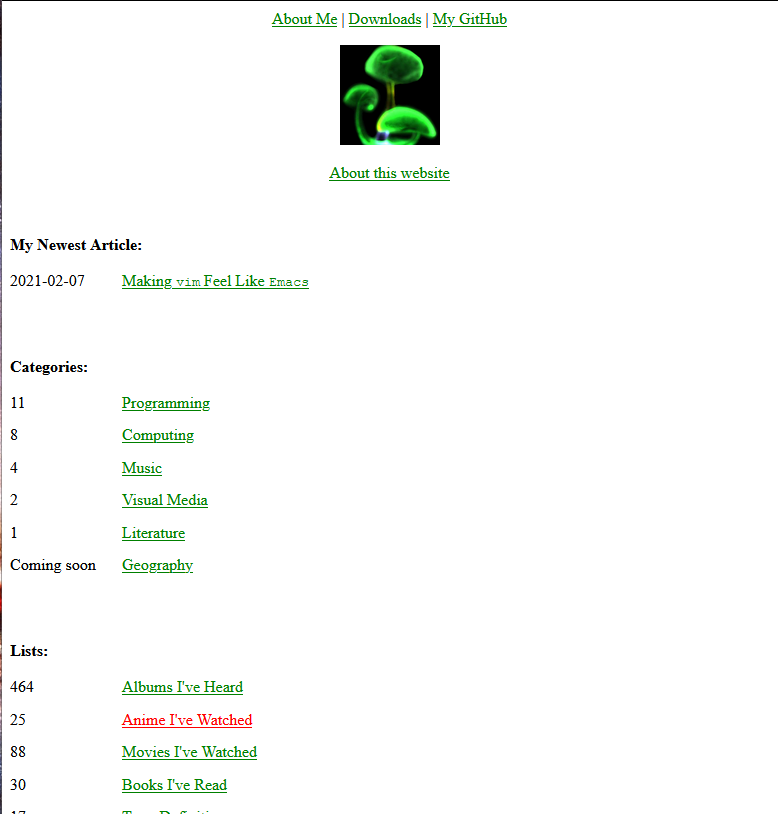 About Me | Downloads | My GitHub
About this website
My Newest Article:
2021-02-07 Making vim Feel Like Emacs
Categories:
11 Programming
8 Computing
4 Music
2 Visual Media
1 Literature
Coming soon Geography
Lists:
464 Albums I've Heard
25 Anime I've Watched
88 Movies I've Watched
30 Books I've Read